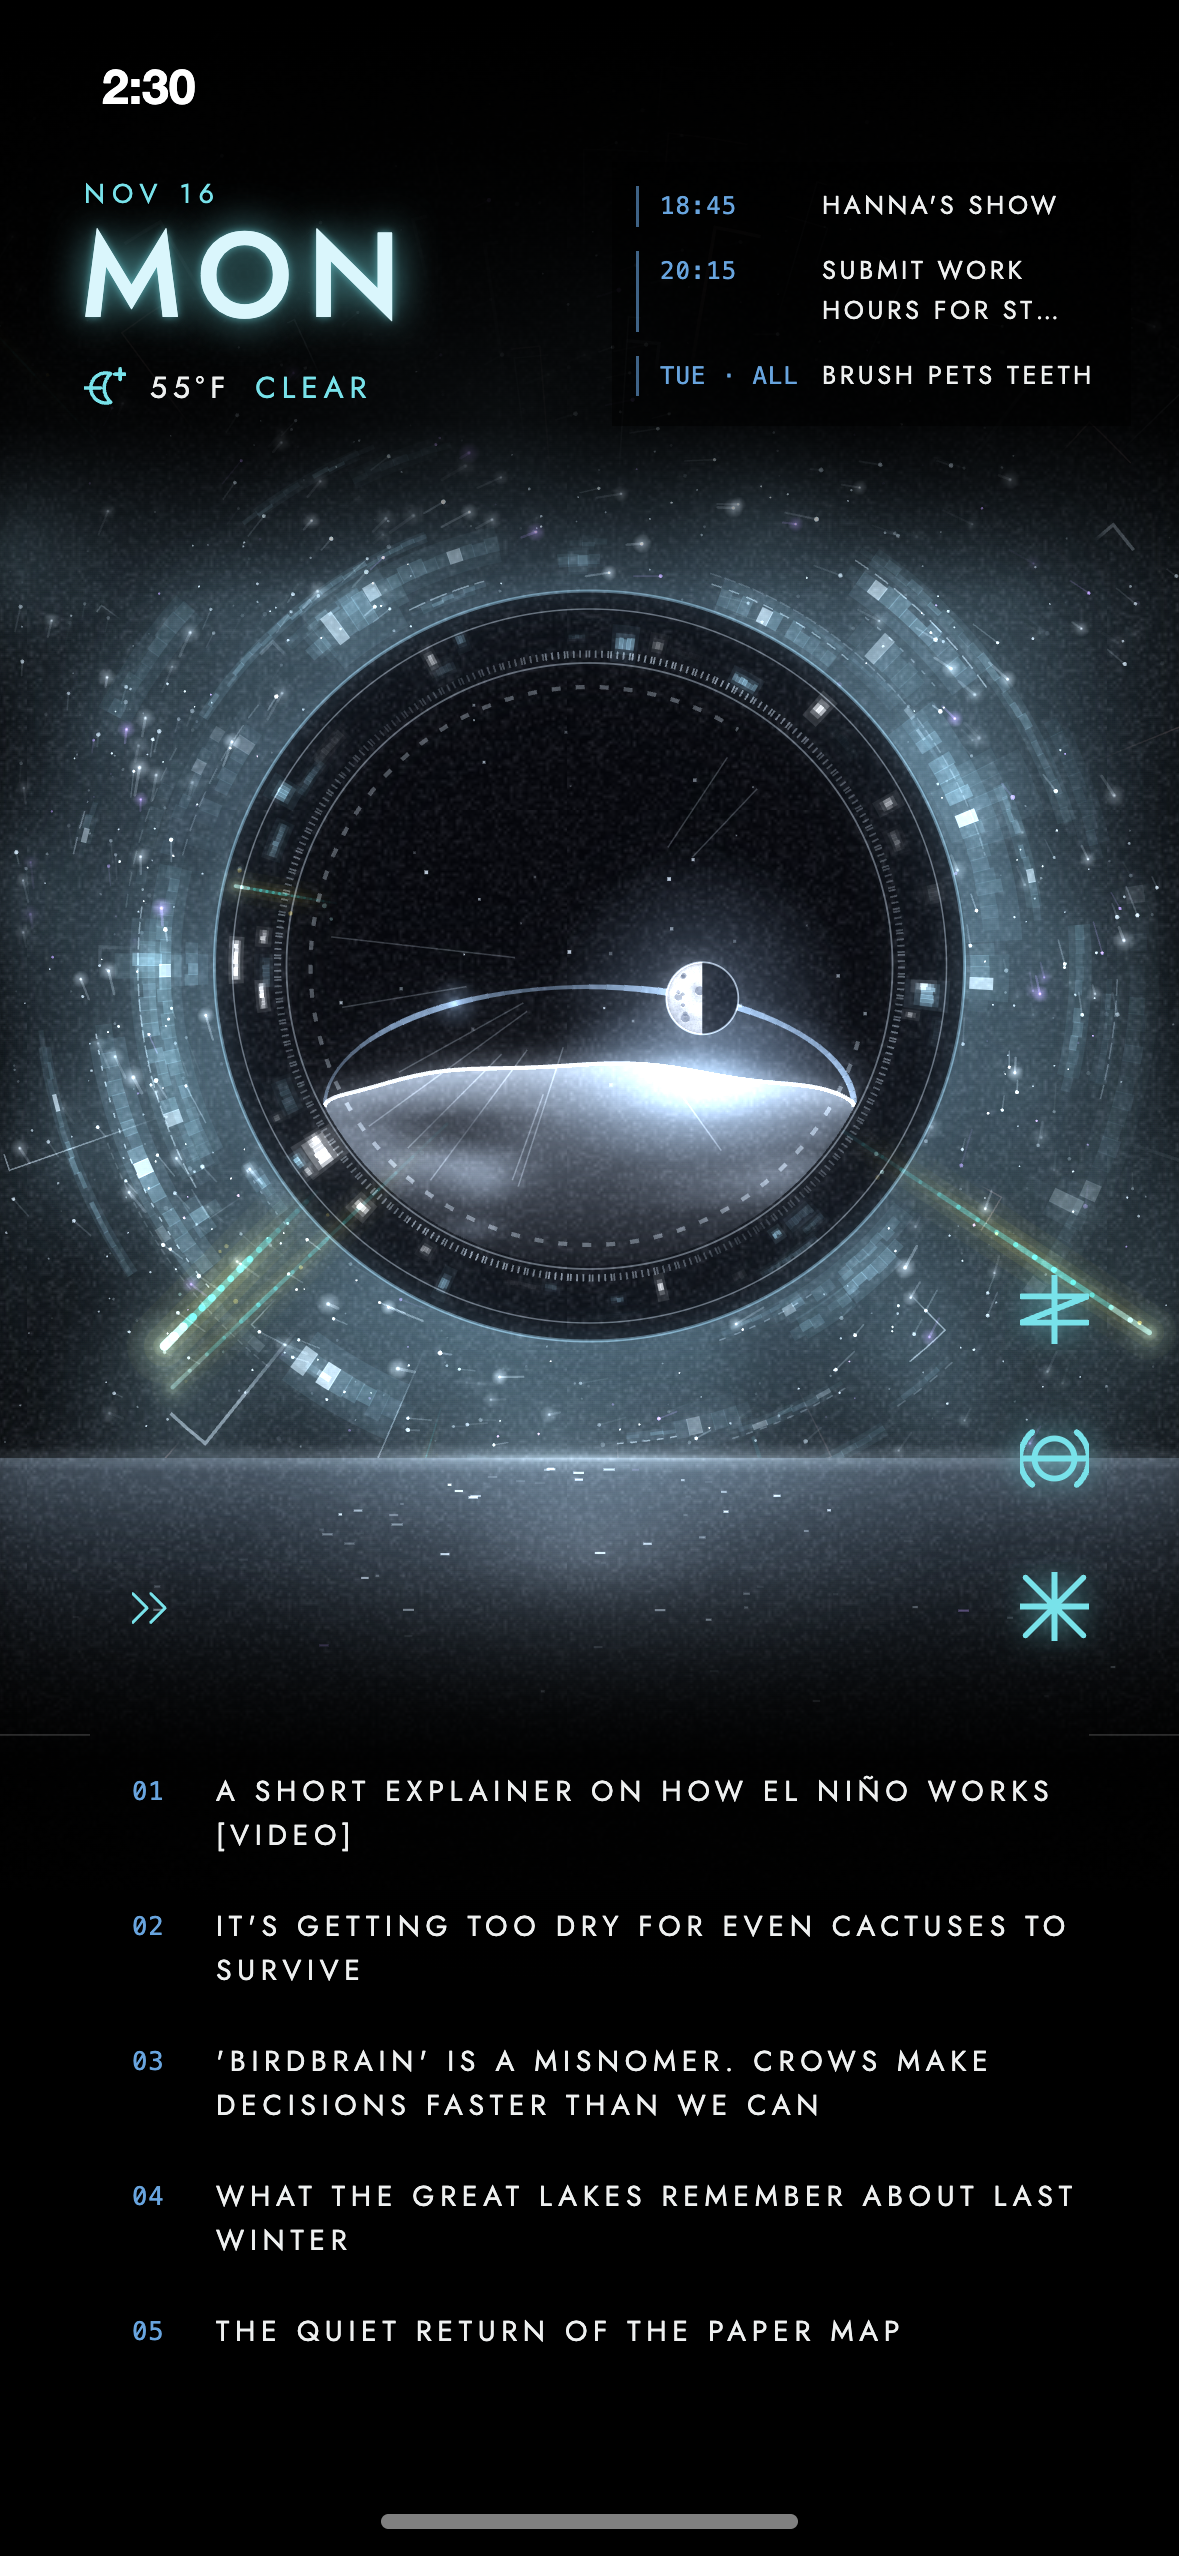 2:30
NOV 16
MON
55°F CLEAR
18:45 HANNA'S SHOW
20:15 SUBMIT WORK
HOURS FOR ST...
TUE · ALL BRUSH PETS TEETH
01 A SHORT EXPLAINER ON HOW EL NIÑO WORKS
[VIDEO]
02 IT'S GETTING TOO DRY FOR EVEN CACTUSES TO
SURVIVE
03 'BIRDBRAIN' IS A MISNOMER. CROWS MAKE
DECISIONS FASTER THAN WE CAN
04 WHAT THE GREAT LAKES REMEMBER ABOUT LAST
WINTER
05 THE QUIET RETURN OF THE PAPER MAP